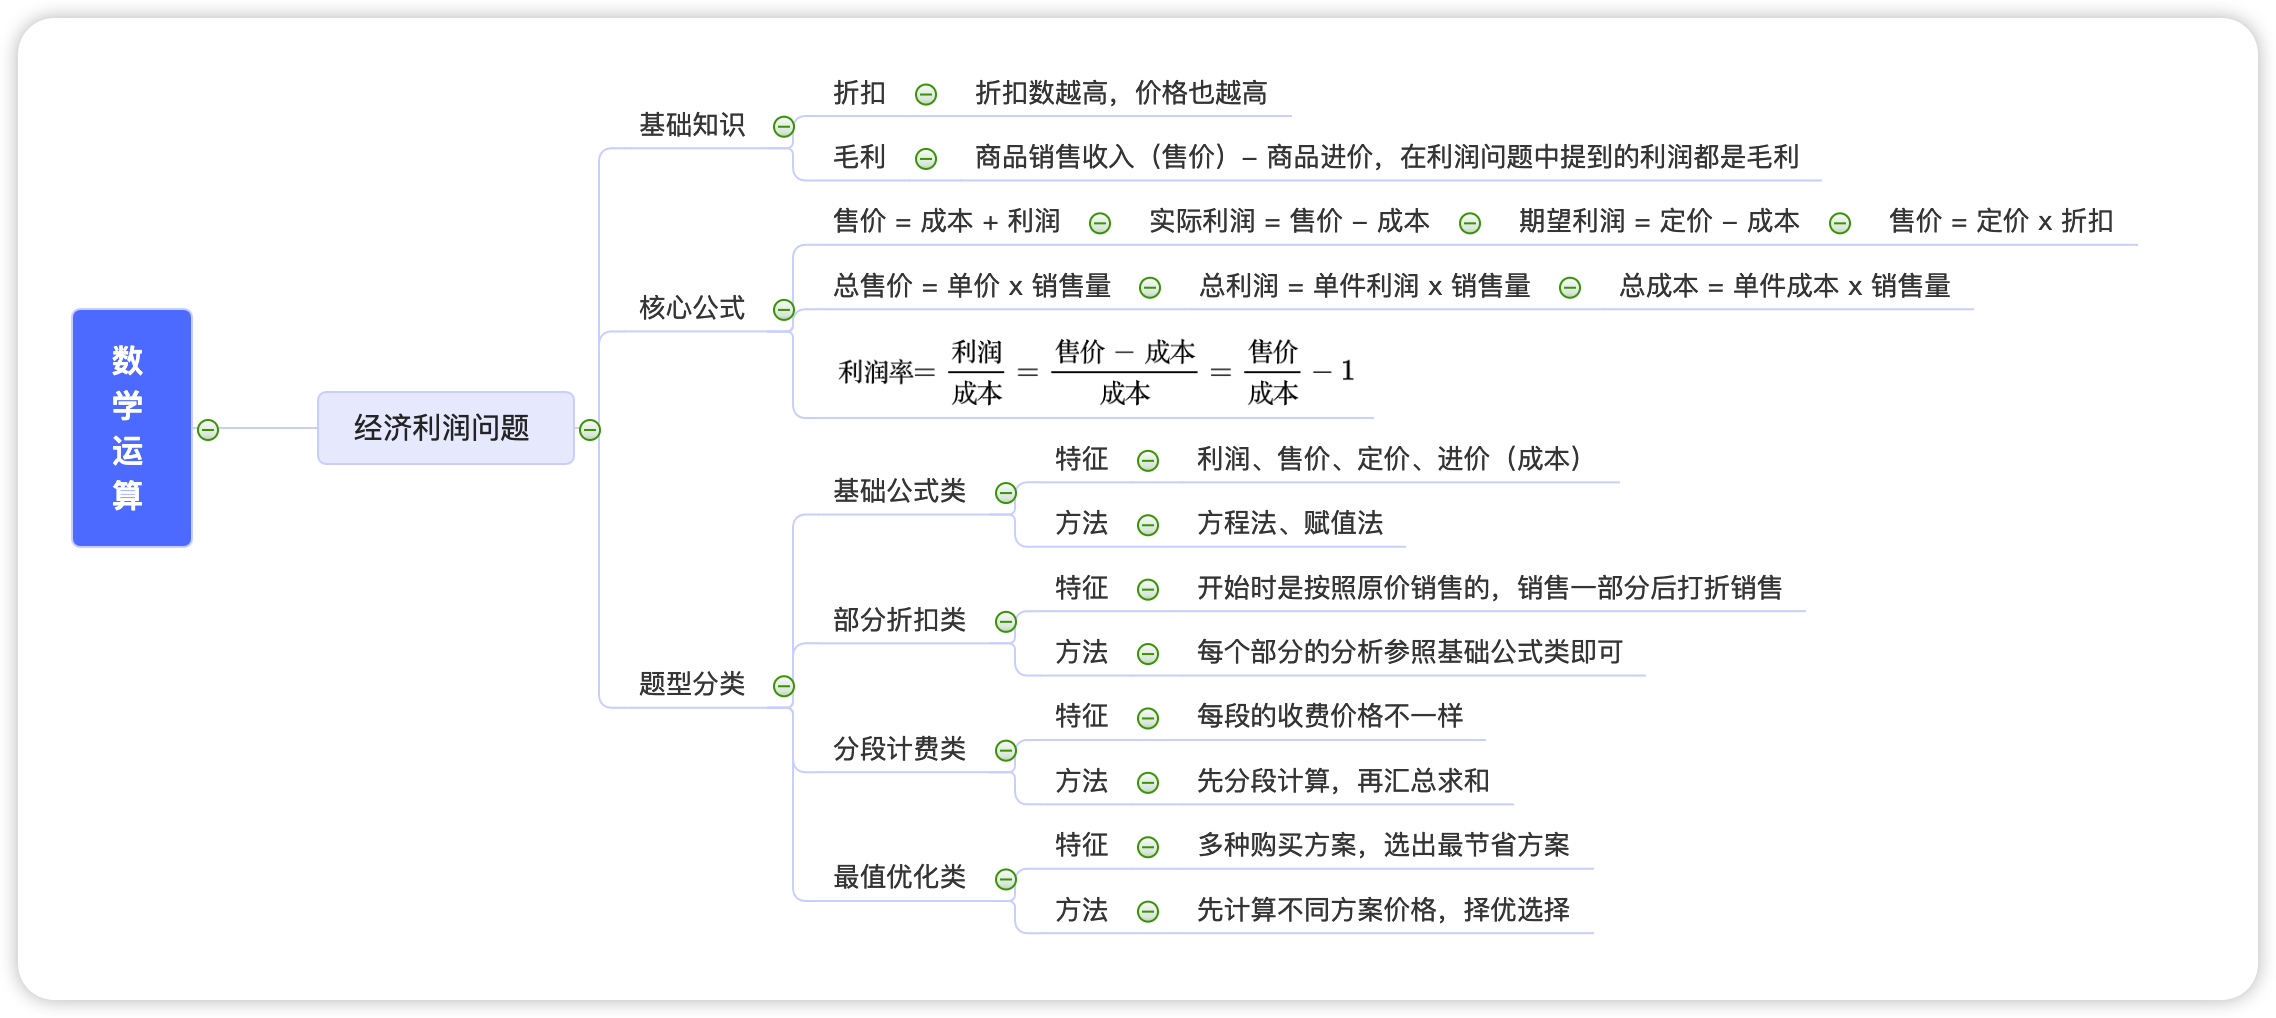 数
学
运
算
经济利润问题
基础知识
折扣
折扣数越高，价格也越高
毛利
商品销售收入（售价）– 商品进价，在利润问题中提到的利润都是毛利
核心公式
售价 = 成本 + 利润
实际利润 = 售价 – 成本
期望利润 = 定价 – 成本
售价 = 定价 x 折扣
总售价 = 单价 x 销售量
总利润 = 单件利润 x 销售量
总成本 = 单件成本 x 销售量
利润率= 利润/成本 = 售价 − 成本/成本 = 售价/成本 − 1
题型分类
基础公式类
特征
利润、售价、定价、进价（成本）
方法
方程法、赋值法
部分折扣类
特征
开始时是按照原价销售的，销售一部分后打折销售
方法
每个部分的分析参照基础公式类即可
分段计费类
特征
每段的收费价格不一样
方法
先分段计算，再汇总求和
最值优化类
特征
多种购买方案，选出最节省方案
方法
先计算不同方案价格，择优选择